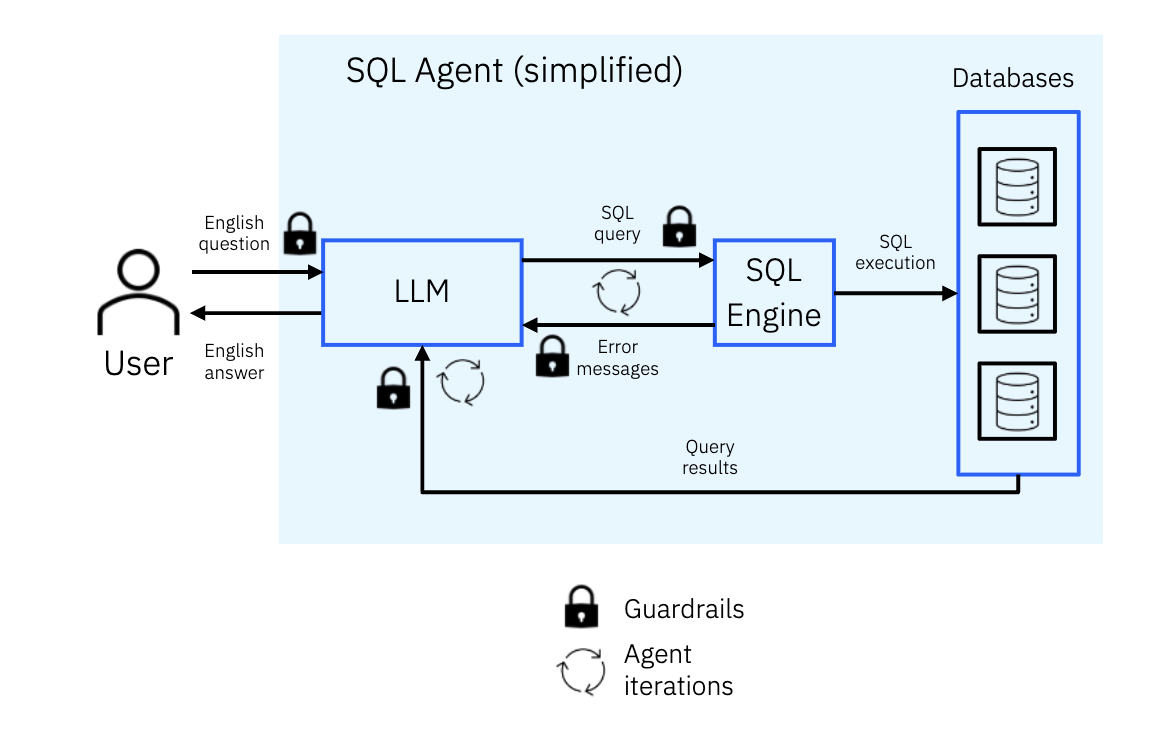 SQL Agent (simplified)
Databases
English
question
SQL
query
SQL
execution
LLM
SQL
Engine
User
English
answer
Error
messages
Query
results
Guardrails
Agent
iterations